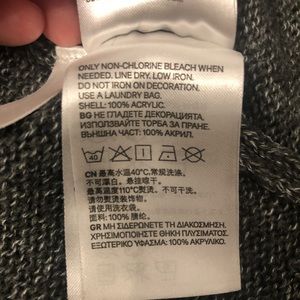 ONLY NON-CHLORINE BLEACH WHEN
NEEDED. LINE DRY. LOW IRON.
DO NOT IRON ON DECORATION.
USE A LAUNDRY BAG.
SHELL: 100% ACRYLIC.
BG НЕ ГЛАДЕТЕ ДЕКОРАЦИЯТА.
ИЗПОЛЗВАЙТЕ ТОРБА ЗА ПРАНЕ.
ВЪНШНА ЧАСТ: 100% АКРИЛ.
40
CN 最高水温40°C, 常规洗涤.
不可漂白。悬挂晾干.
最高温度110°C熨烫。不可干洗.
请勿熨烫装饰物.
请使用洗衣袋.
面料: 100% 腈纶.
GR ΜΗ ΣΙΔΕΡΩΝΕΤΕ ΤΗ ΔΙΑΚΟΣΜΗΣΗ.
ΠΛΥΣΙΜΑΤΟΣ.
ΕΞΩΤΕΡΙΚΟ ΥΦΑΣΜΑ: 100% ΑΚΡΥΛΙΚΟ.